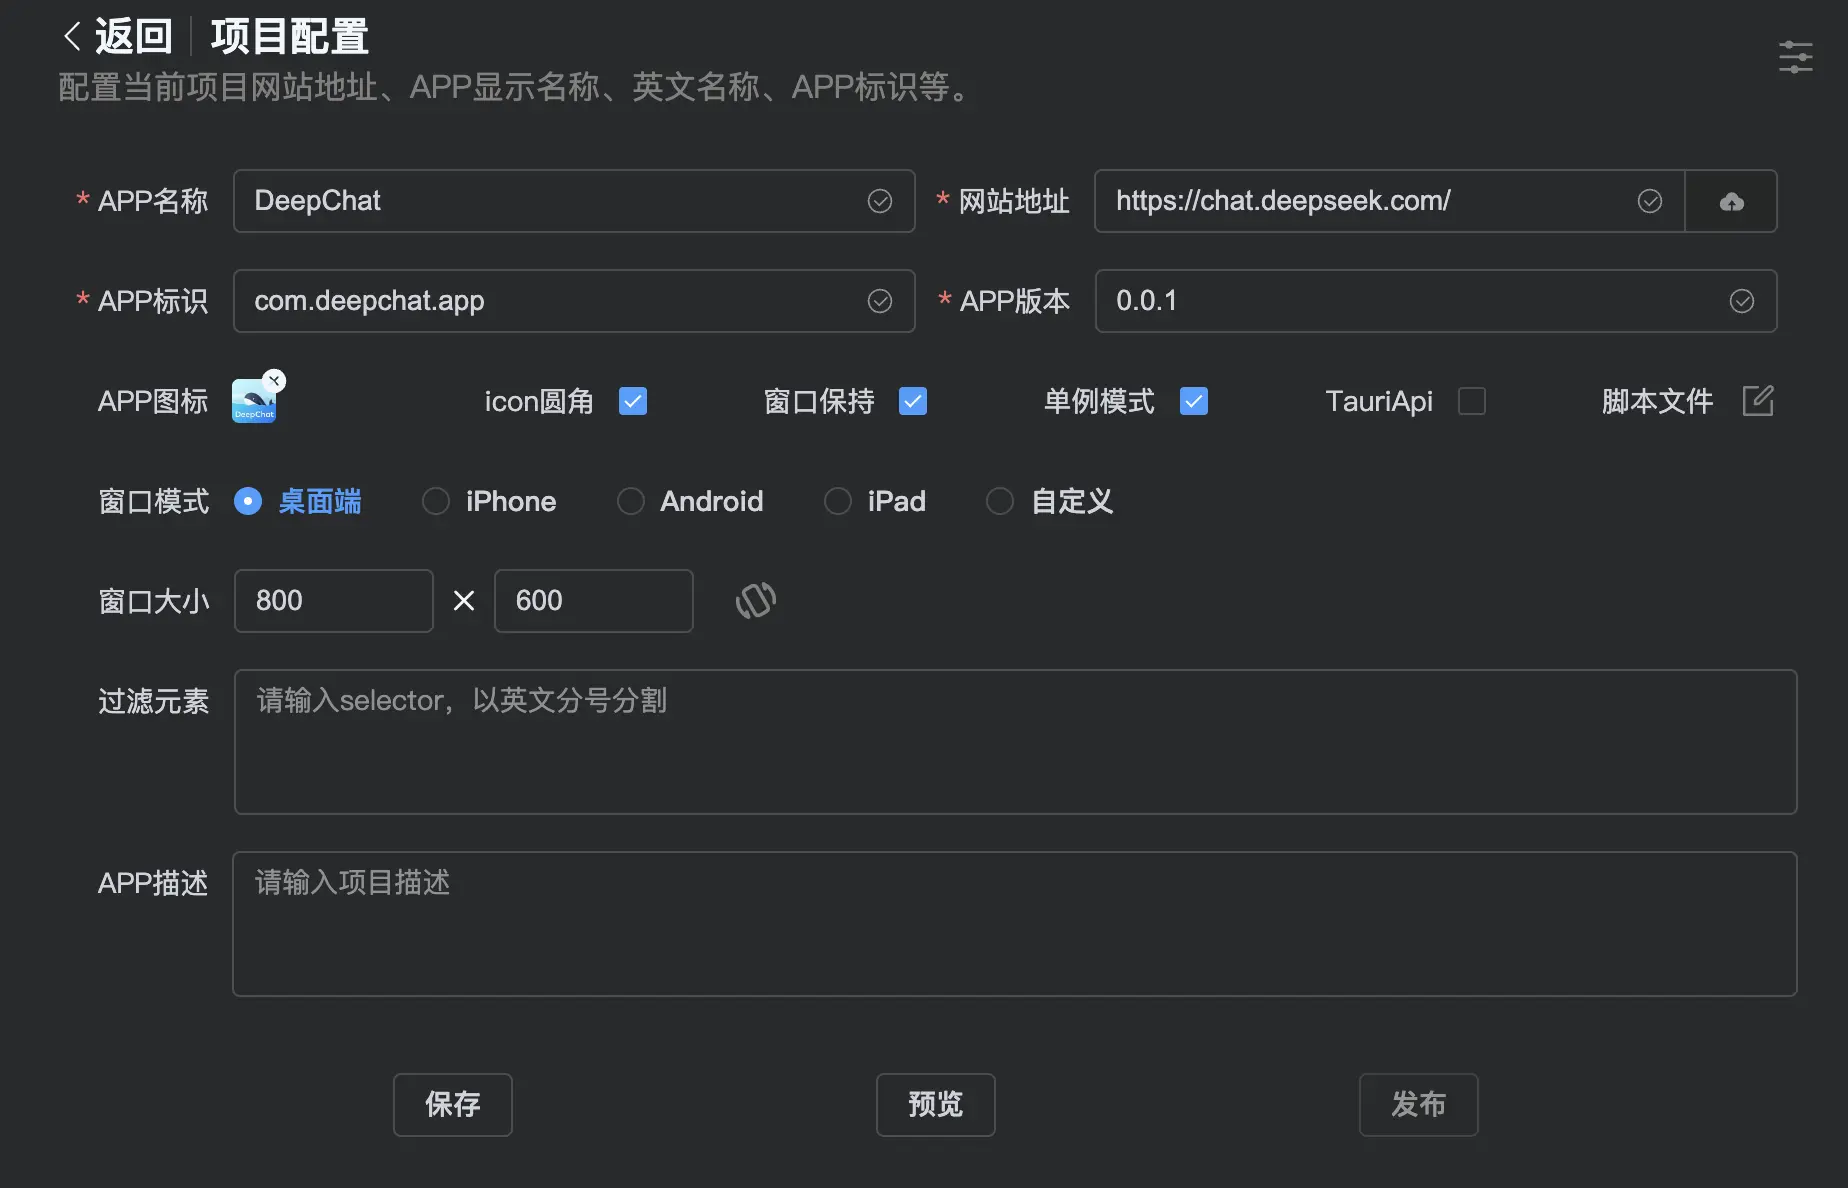 返回 项目配置
配置当前项目网站地址、APP显示名称、英文名称、APP标识等。
* APP名称 DeepChat * 网站地址 https://chat.deepseek.com/
* APP标识 com.deepchat.app * APP版本 0.0.1
APP图标 DeepChat icon圆角 窗口保持 单例模式 TauriApi 脚本文件
窗口模式 桌面端 iPhone Android iPad 自定义
窗口大小 800 × 600
过滤元素 请输入selector，以英文分号分割
APP描述 请输入项目描述
保存 预览 发布